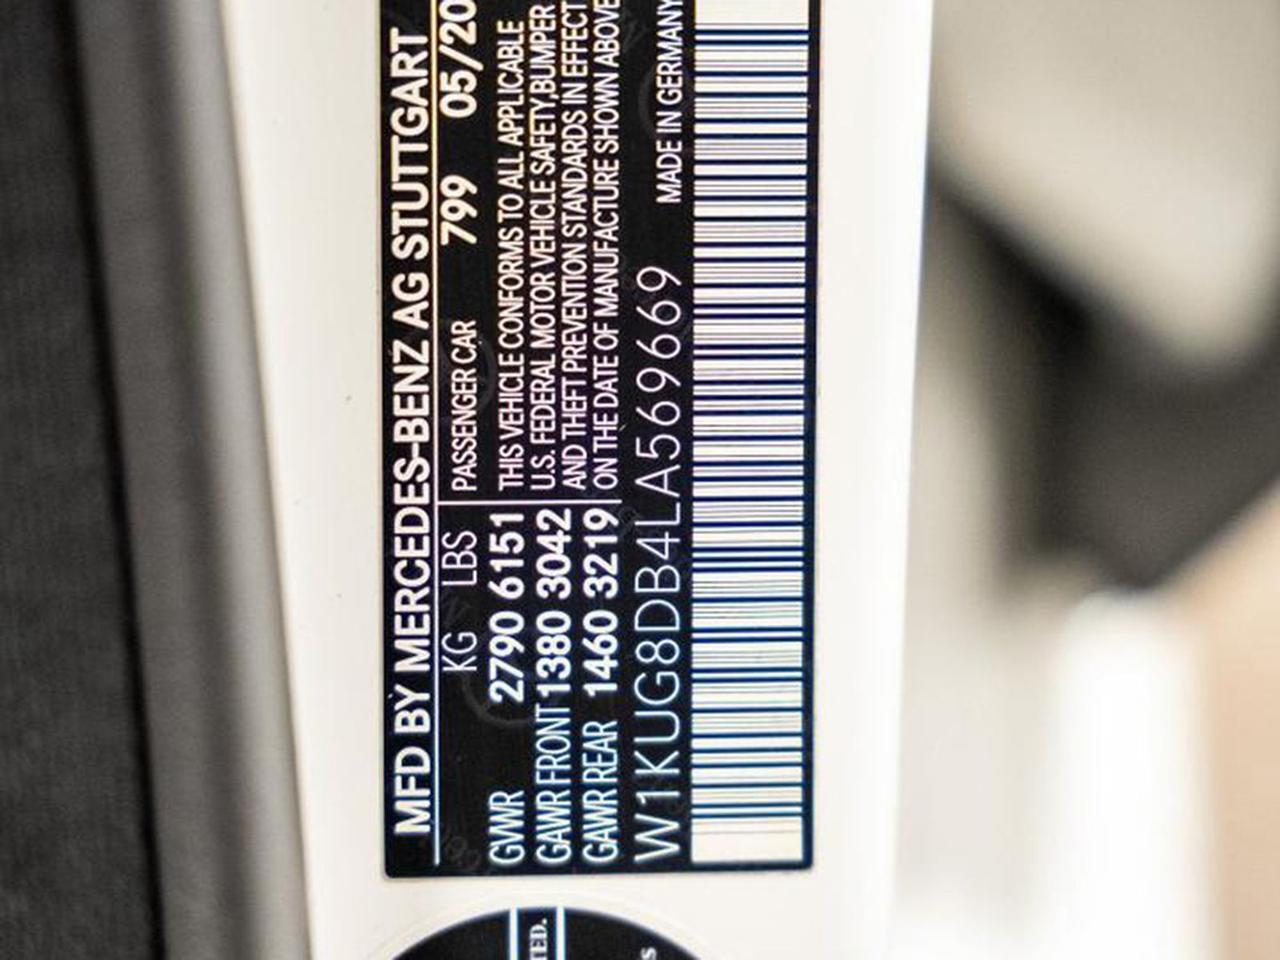 MFD BY MERCEDES-BENZ AG STUTTGART
KG LBS PASSENGER CAR 799 05/20
GVWR 2790 6151 THIS VEHICLE CONFORMS TO ALL APPLICABLE
GAWR FRONT 1380 3042 U.S. FEDERAL MOTOR VEHICLE SAFETY,BUMPER
AND THEFT PREVENTION STANDARDS IN EFFECT
GAWR REAR 1460 3219 ON THE DATE OF MANUFACTURE SHOWN ABOVE
W1KUG8DB4LA569669 MADE IN GERMANY